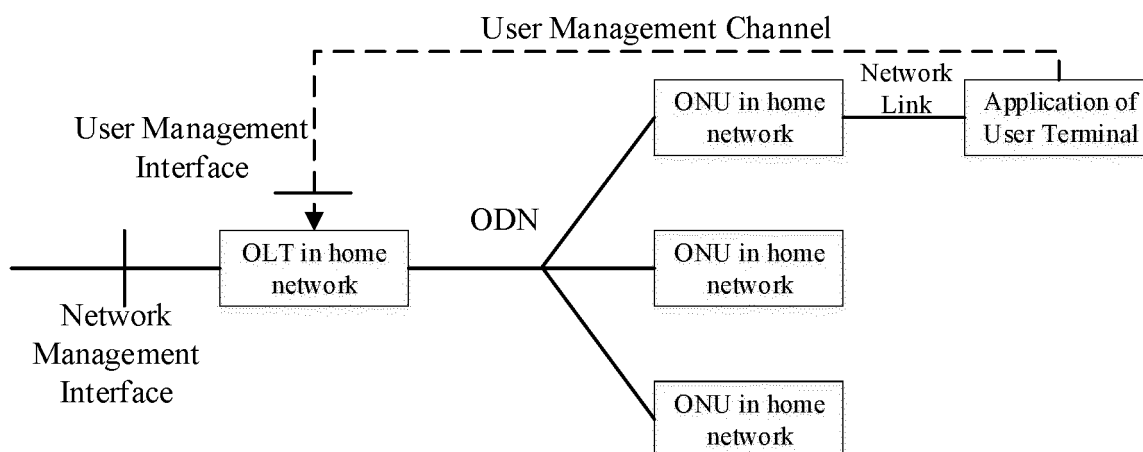 User Management Channel
Network
Link
ONU in home
network
Application of
User Terminal
User Management
Interface
ODN
OLT in home
network
ONU in home
network
Network
Management
Interface
ONU in home
network